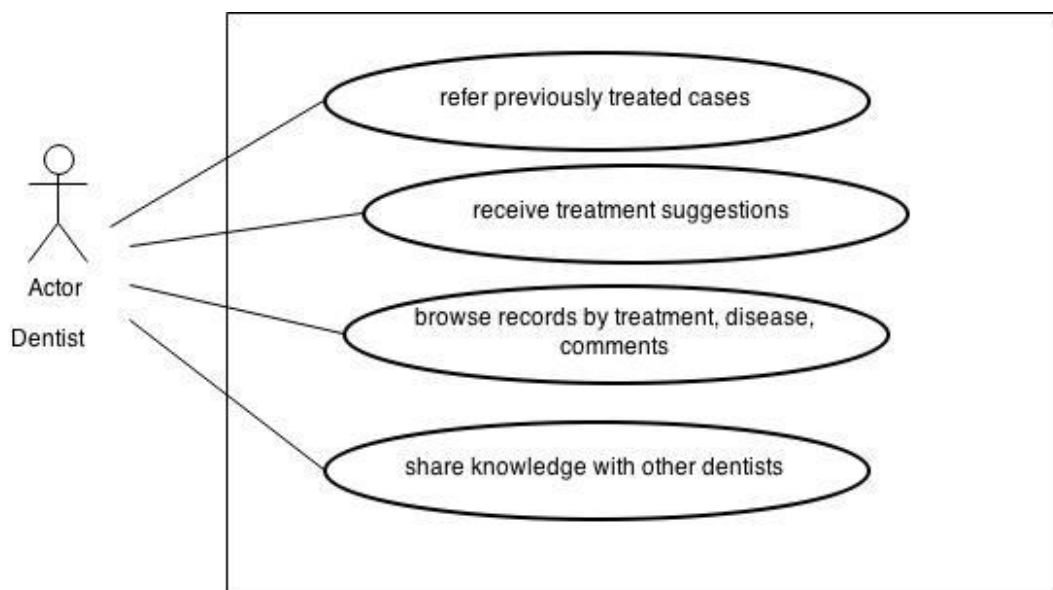 refer previously treated cases
receive treatment suggestions
Actor
Dentist
browse records by treatment, disease,
comments
share knowledge with other dentists